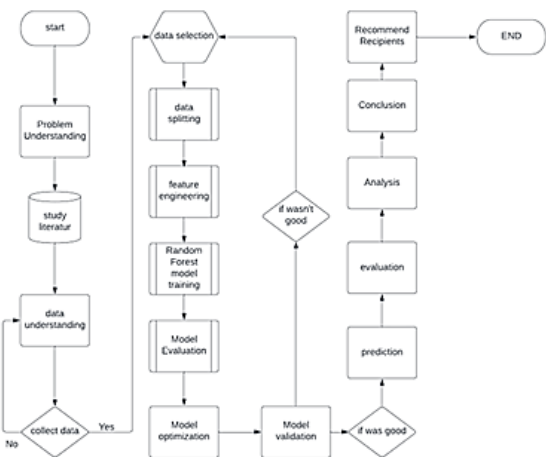 start
Problem
Understanding
study
literatur
data
understanding
collect data
Yes
No
data selection
data
splitting
feature
engineering
Random
Forest
model
training
Model
Evaluation
Model
optimization
Model
validation
if wasn't
good
if was good
prediction
evaluation
Analysis
Conclusion
Recommend
Recipients
END